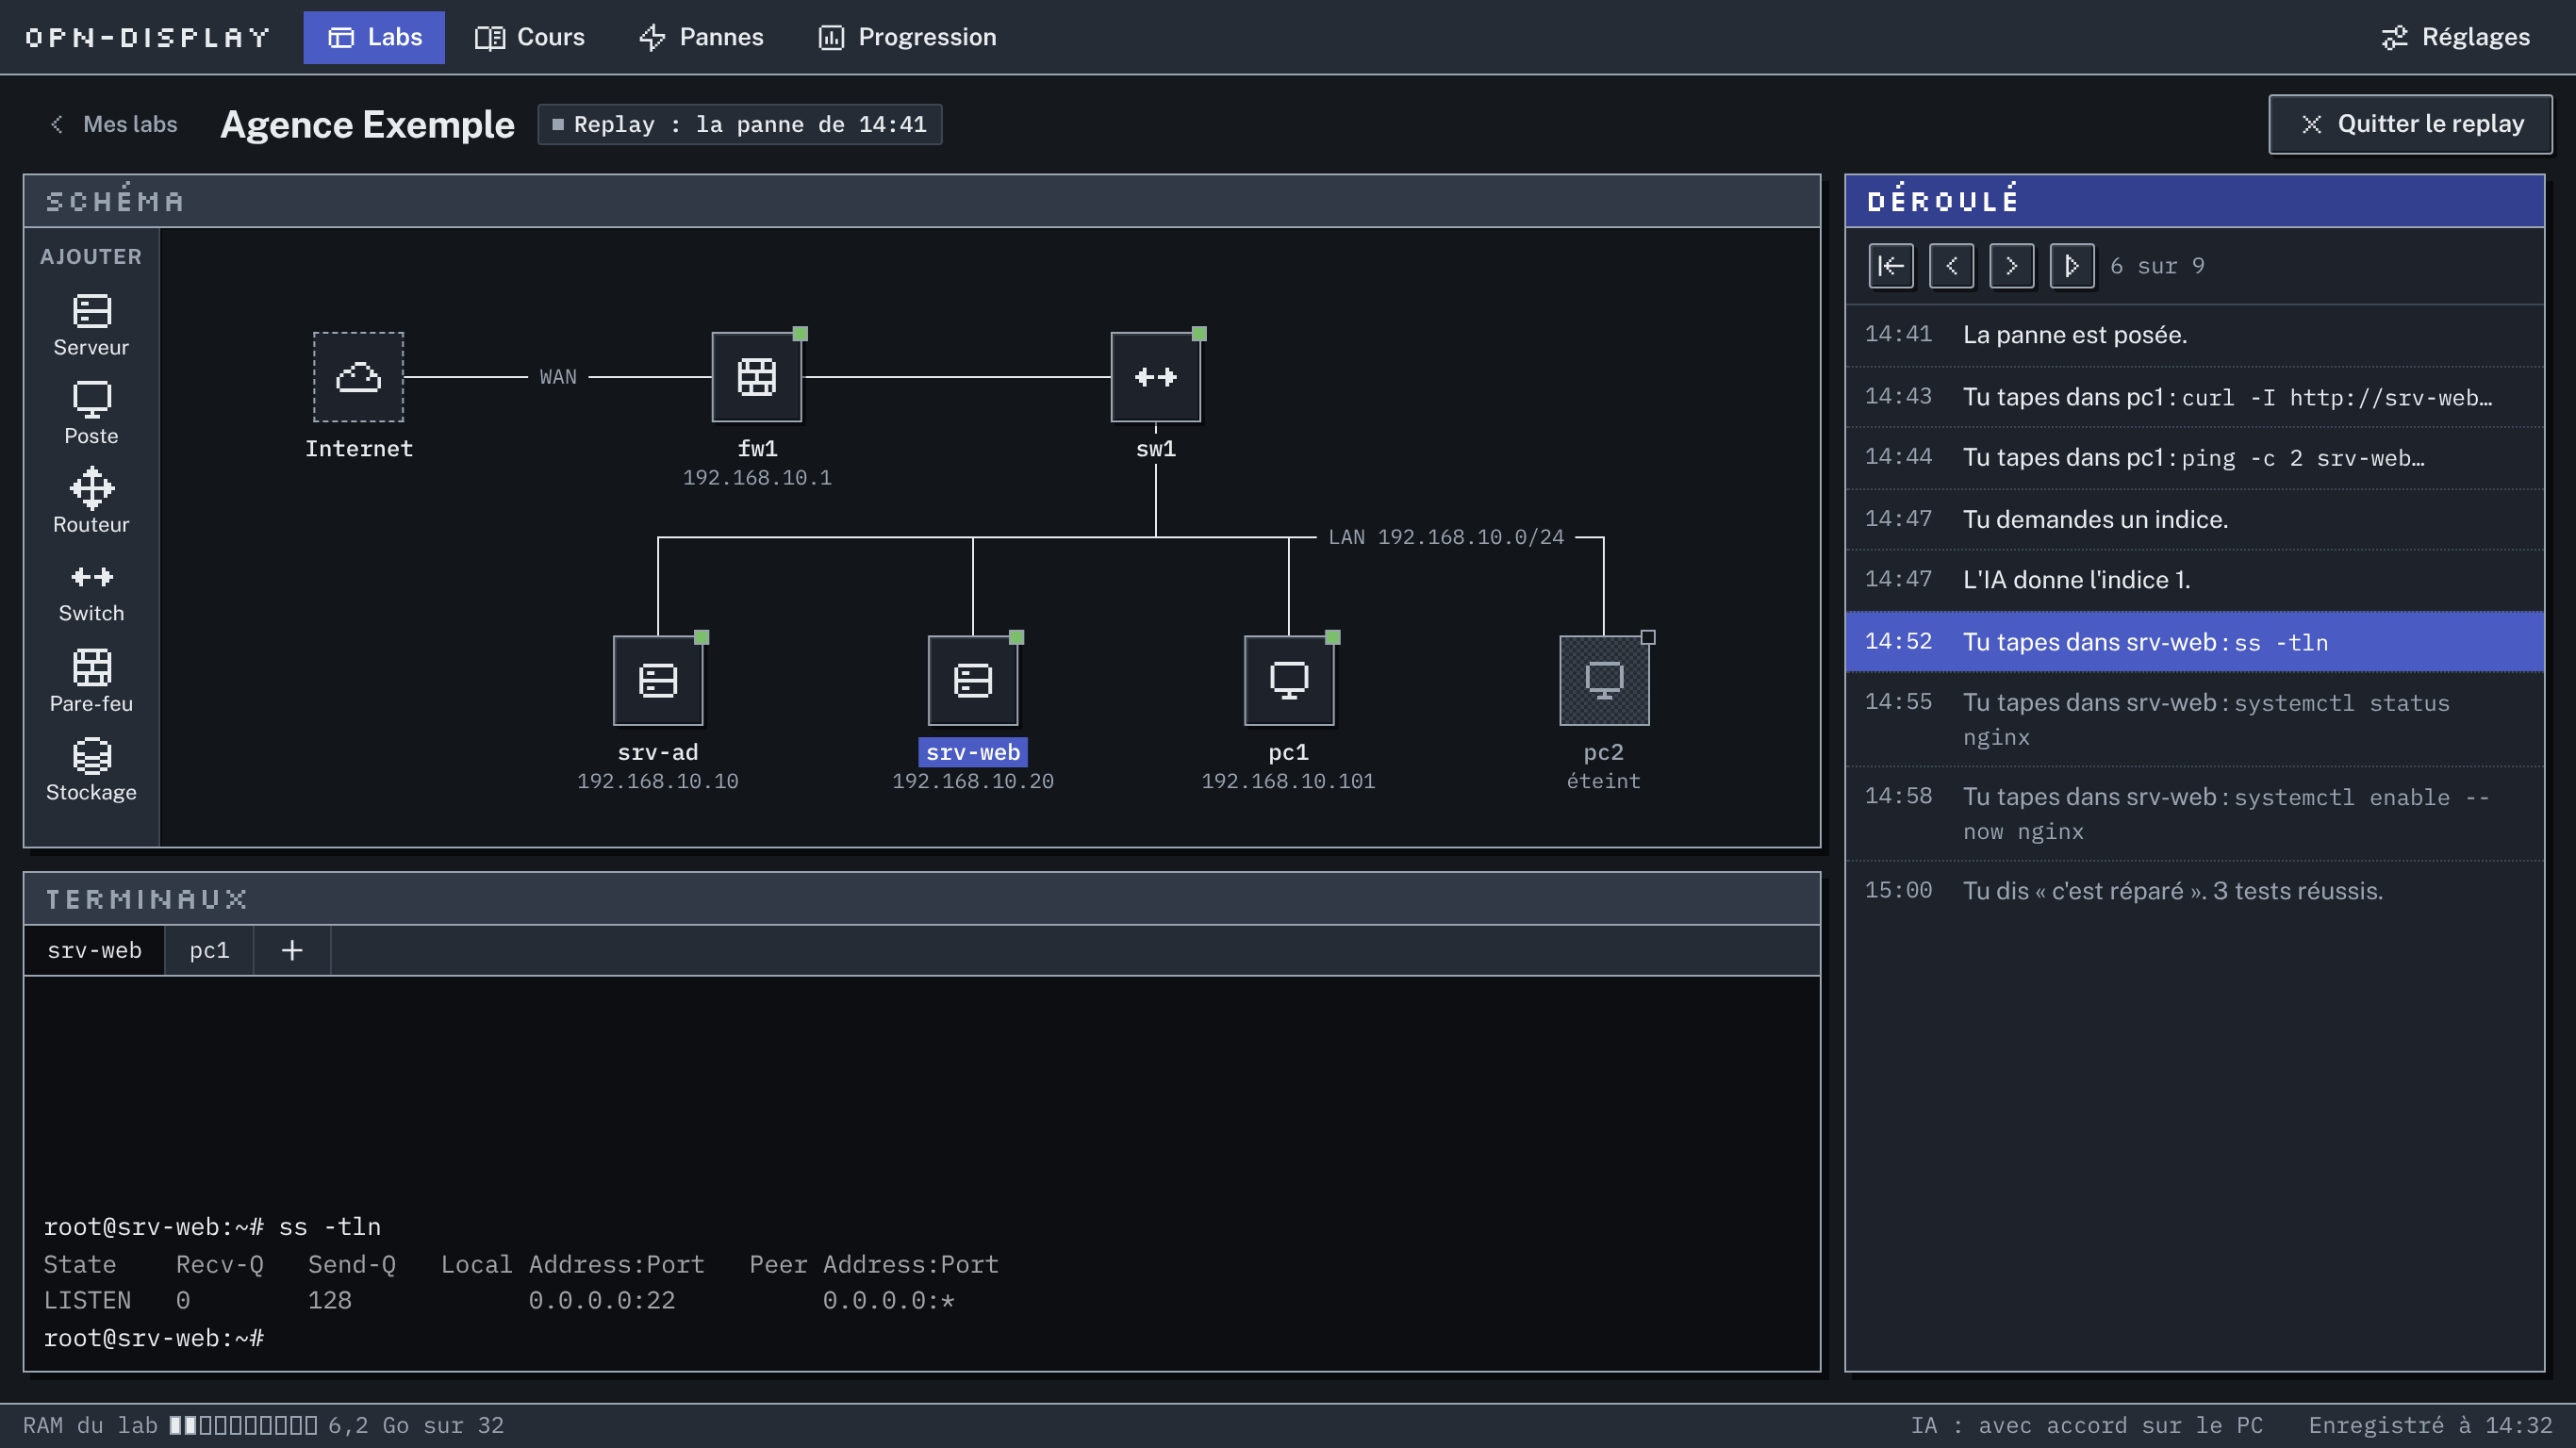 OPN-DISPLAY
Labs
Cours
Pannes
Progression
Réglages
Mes labs
Agence Exemple
Replay : la panne de 14:41
Quitter le replay
SCHÉMA
AJOUTER
Serveur
Poste
Routeur
Switch
Pare-feu
Stockage
WAN
Internet
fw1
192.168.10.1
sw1
LAN 192.168.10.0/24
srv-ad
192.168.10.10
srv-web
192.168.10.20
pc1
192.168.10.101
pc2
éteint
TERMINAUX
srv-web
pc1
+
root@srv-web:~# ss -tln
State    Recv-Q   Send-Q   Local Address:Port   Peer Address:Port
LISTEN   0        128            0.0.0.0:22          0.0.0.0:*
root@srv-web:~#
DÉROULÉ
6 sur 9
14:41 La panne est posée.
14:43 Tu tapes dans pc1 : curl -I http://srv-web…
14:44 Tu tapes dans pc1 : ping -c 2 srv-web…
14:47 Tu demandes un indice.
14:47 L'IA donne l'indice 1.
14:52 Tu tapes dans srv-web : ss -tln
14:55 Tu tapes dans srv-web : systemctl status
nginx
14:58 Tu tapes dans srv-web : systemctl enable --
now nginx
15:00 Tu dis « c'est réparé ». 3 tests réussis.
RAM du lab
6,2 Go sur 32
IA : avec accord sur le PC
Enregistré à 14:32